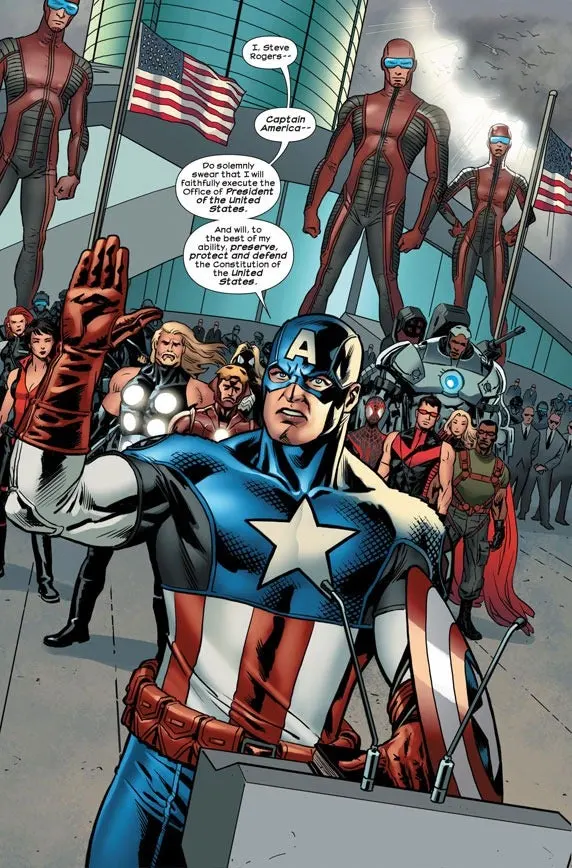 I, Steve
Rogers--
Captain
America--
Do solemnly
swear that I will
faithfully execute the
Office of President
of the United
States.
And will, to
the best of my
ability, preserve,
protect and defend
the Constitution of
the United
States.
A